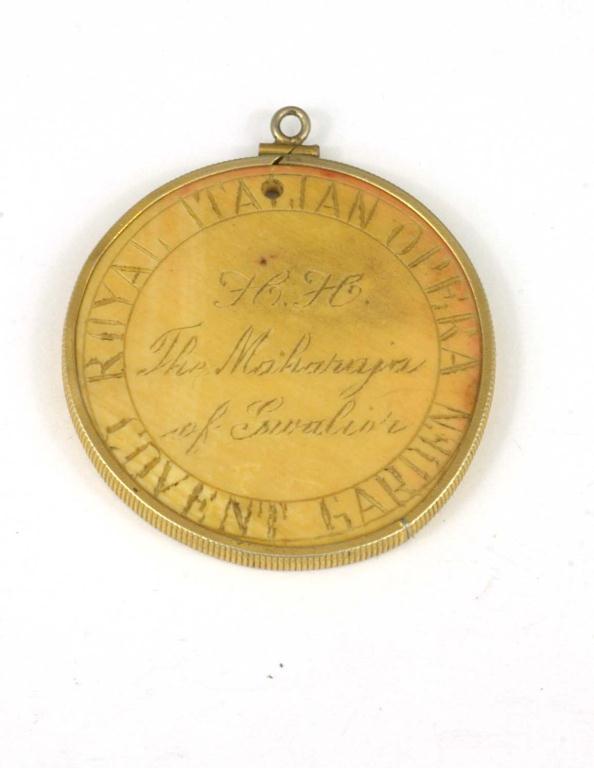 ROYAL ITALIAN OPERA
H.H.
The Maharaja
of Gwalior
COVENT GARDEN